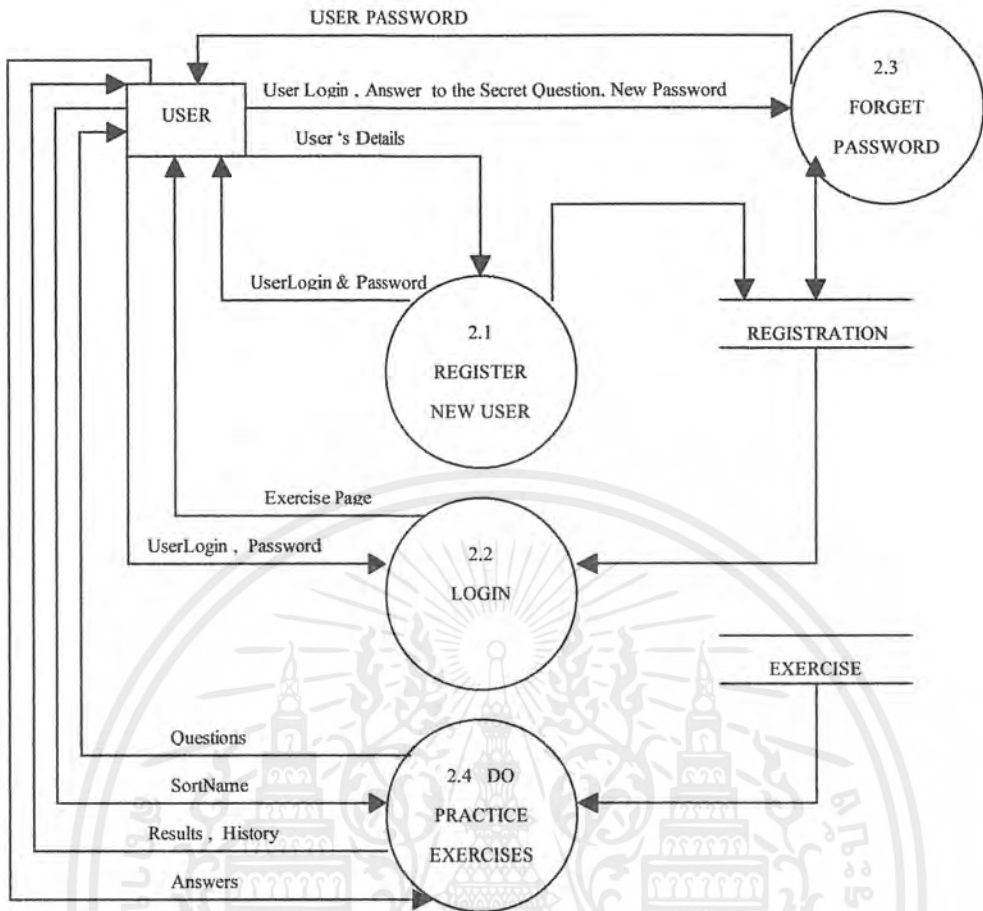 USER PASSWORD
2.3
FORGET
PASSWORD
User Login , Answer to the Secret Question, New Password
USER
User ‘s Details
UserLogin & Password
2.1
REGISTER
NEW USER
REGISTRATION
Exercise Page
UserLogin , Password
2.2
LOGIN
EXERCISE
Questions
2.4 DO
PRACTICE
EXERCISES
SortName
Results , History
Answers